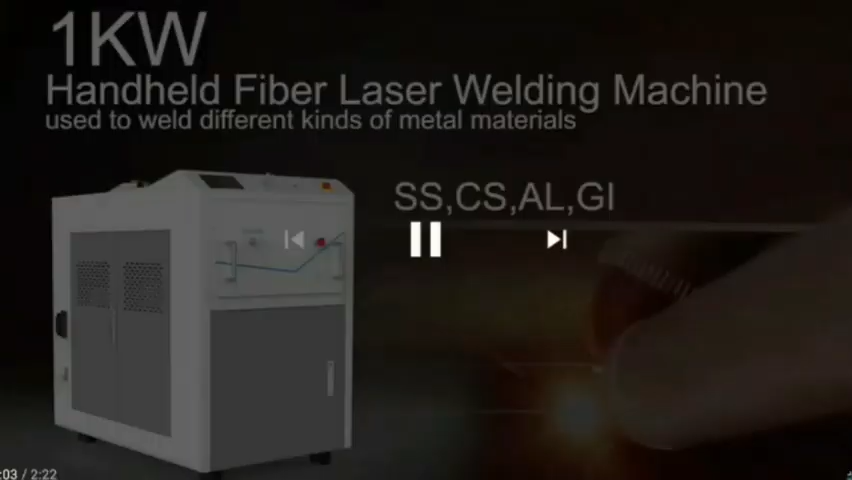 1KW
Handheld Fiber Laser Welding Machine
used to weld different kinds of metal materials
SS,CS,AL,GI
:03 / 2:22